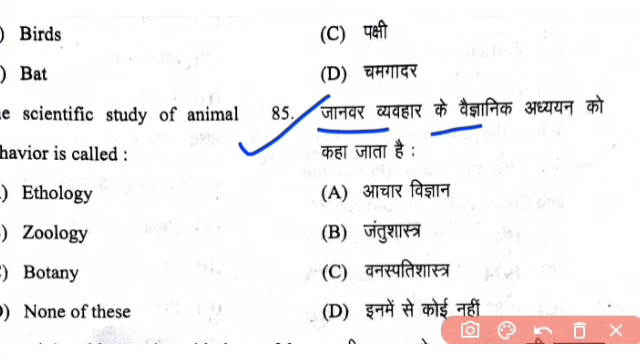 ) Birds
(C) पक्षी
) Bat
(D) चमगादर
e scientific study of animal
85. जानवर व्यवहार के वैज्ञानिक अध्ययन को
havior is called :
कहा जाता है :
) Ethology
(A) आचार विज्ञान
) Zoology
(B) जंतुशास्त्र
) Botany
(C) वनस्पतिशास्त्र
) None of these
(D) इनमें से कोई नहीं